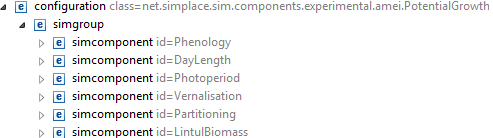 e configuration class=net.simplace.sim.components.experimental.amei.PotentialGrowth
e simgroup
e simcomponent id=Phenology
e simcomponent id=DayLength
e simcomponent id=Photoperiod
e simcomponent id=Vernalisation
e simcomponent id=Partitioning
e simcomponent id=LintulBiomass